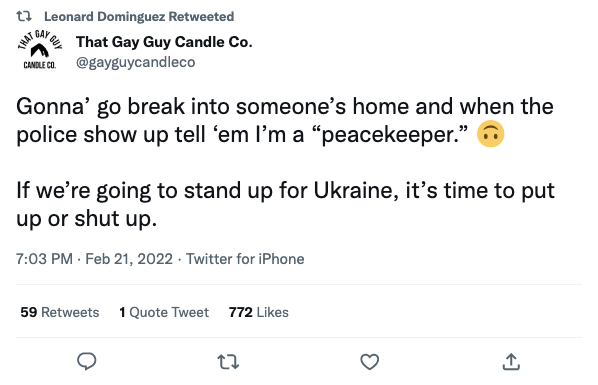 Leonard Dominguez Retweeted
THAT GAY GUY
CANDLE CO.
That Gay Guy Candle Co.
@gayguycandleco
Gonna’ go break into someone’s home and when the
police show up tell ‘em I’m a “peacekeeper.” 🙃
If we’re going to stand up for Ukraine, it’s time to put
up or shut up.
7:03 PM · Feb 21, 2022 · Twitter for iPhone
59 Retweets 1 Quote Tweet 772 Likes